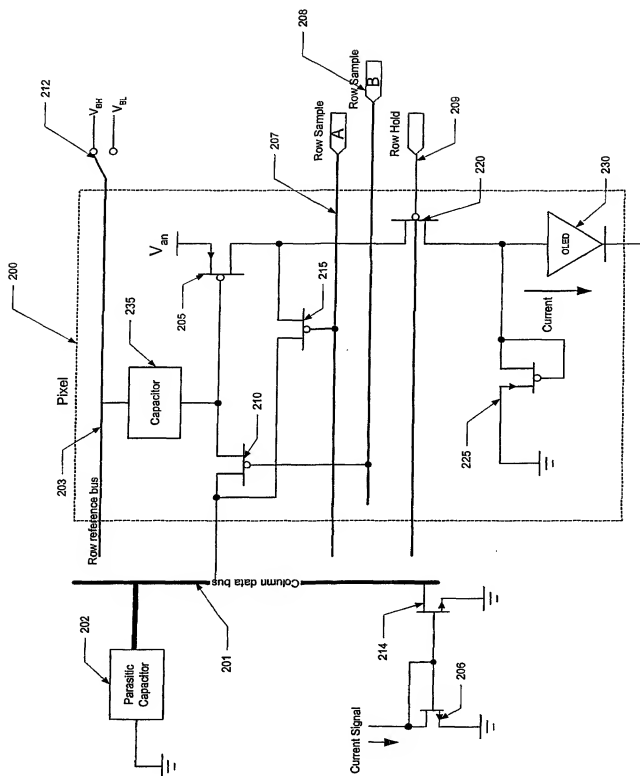 200
Pixel
212
V_BH
V_BL
203
Row reference bus
235
Capacitor
V_an
205
210
215
207
Row Sample
A
208
Row Sample
B
Row Hold
209
220
230
OLED
Current
225
Column data bus
201
202
Parasitic
Capacitor
214
206
Current Signal